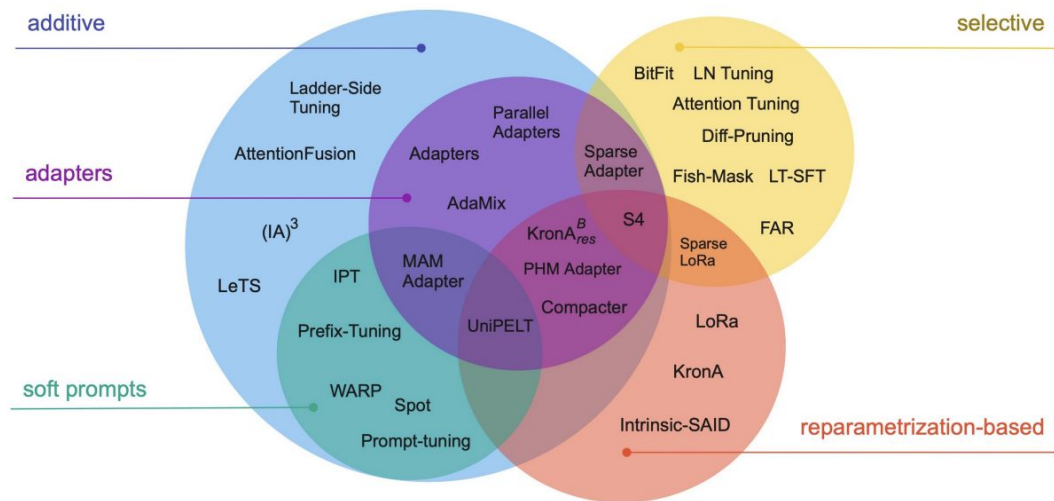 additive
selective
BitFit LN Tuning
Ladder-Side
Tuning
Attention Tuning
Parallel
Adapters
Diff-Pruning
AttentionFusion
Adapters
Sparse
Adapter
adapters
Fish-Mask LT-SFT
AdaMix
S4
FAR
(IA)³
KronA^B_res
Sparse
LoRa
MAM
Adapter
IPT
PHM Adapter
LeTS
Compacter
LoRa
Prefix-Tuning
UniPELT
KronA
soft prompts
WARP
Spot
Intrinsic-SAID
Prompt-tuning
reparametrization-based